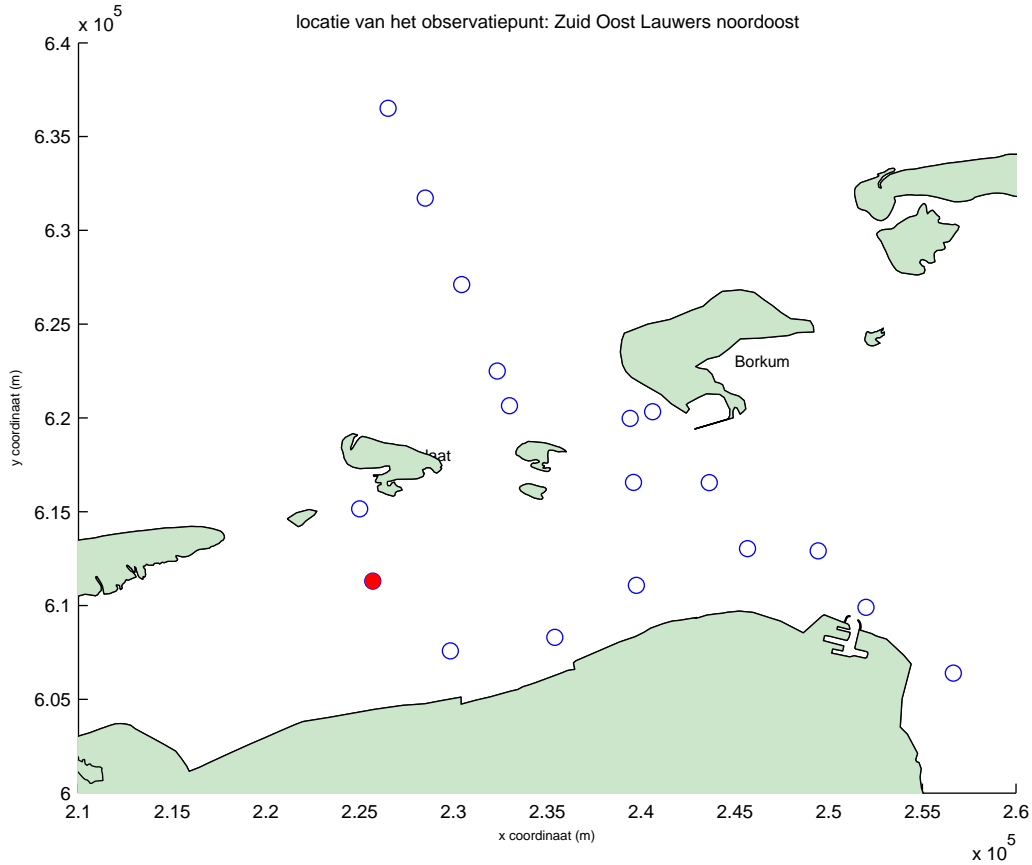 locatie van het observatiepunt: Zuid Oost Lauwers noordoost
x 10^5
6.4
6.35
6.3
6.25
6.2
6.15
6.1
6.05
6
y coordinaat (m)
Borkum
laat
2.1
2.15
2.2
2.25
2.3
2.35
2.4
2.45
2.5
2.55
2.6
x coordinaat (m)
x 10^5